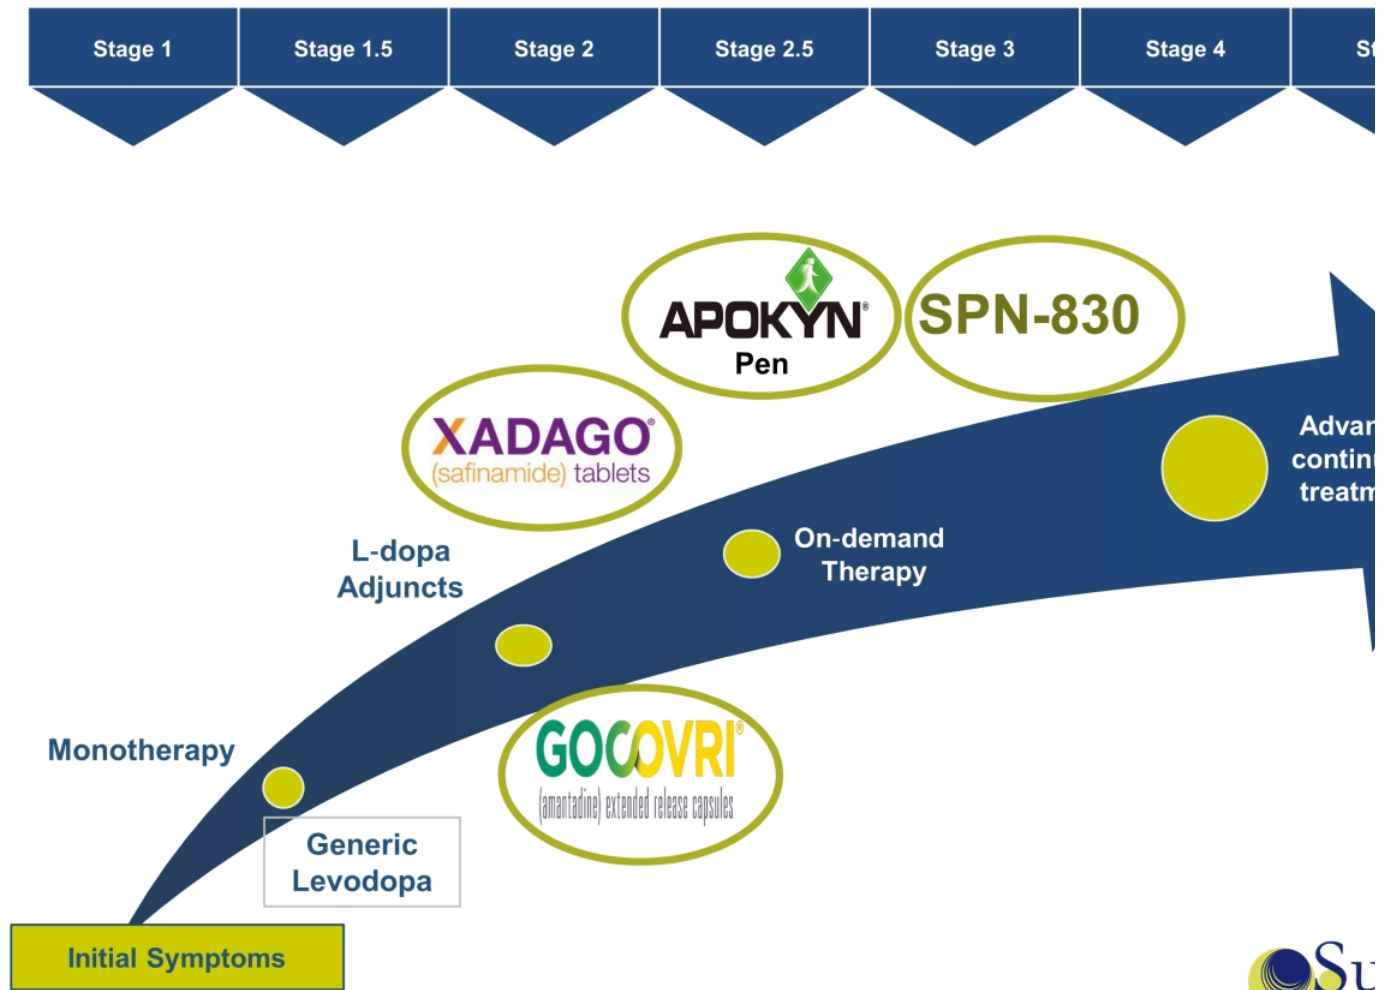 Stage 1
Stage 1.5
Stage 2
Stage 2.5
Stage 3
Stage 4
APOKYN®
Pen
SPN-830
XADAGO®
(safinamide) tablets
L-dopa
Adjuncts
On-demand
Therapy
Monotherapy
GOCOVRI®
(amantadine) extended release capsules
Generic
Levodopa
Initial Symptoms